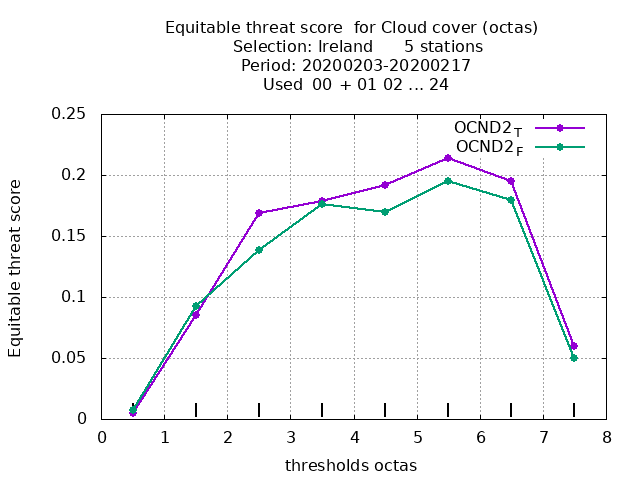 Equitable threat score  for Cloud cover (octas)
Selection: Ireland      5 stations
Period: 20200203-20200217
Used  00 + 01 02 ... 24
0.25
0.2
0.15
0.1
0.05
0
Equitable threat score
OCND2T
OCND2F
0 1 2 3 4 5 6 7 8
thresholds octas